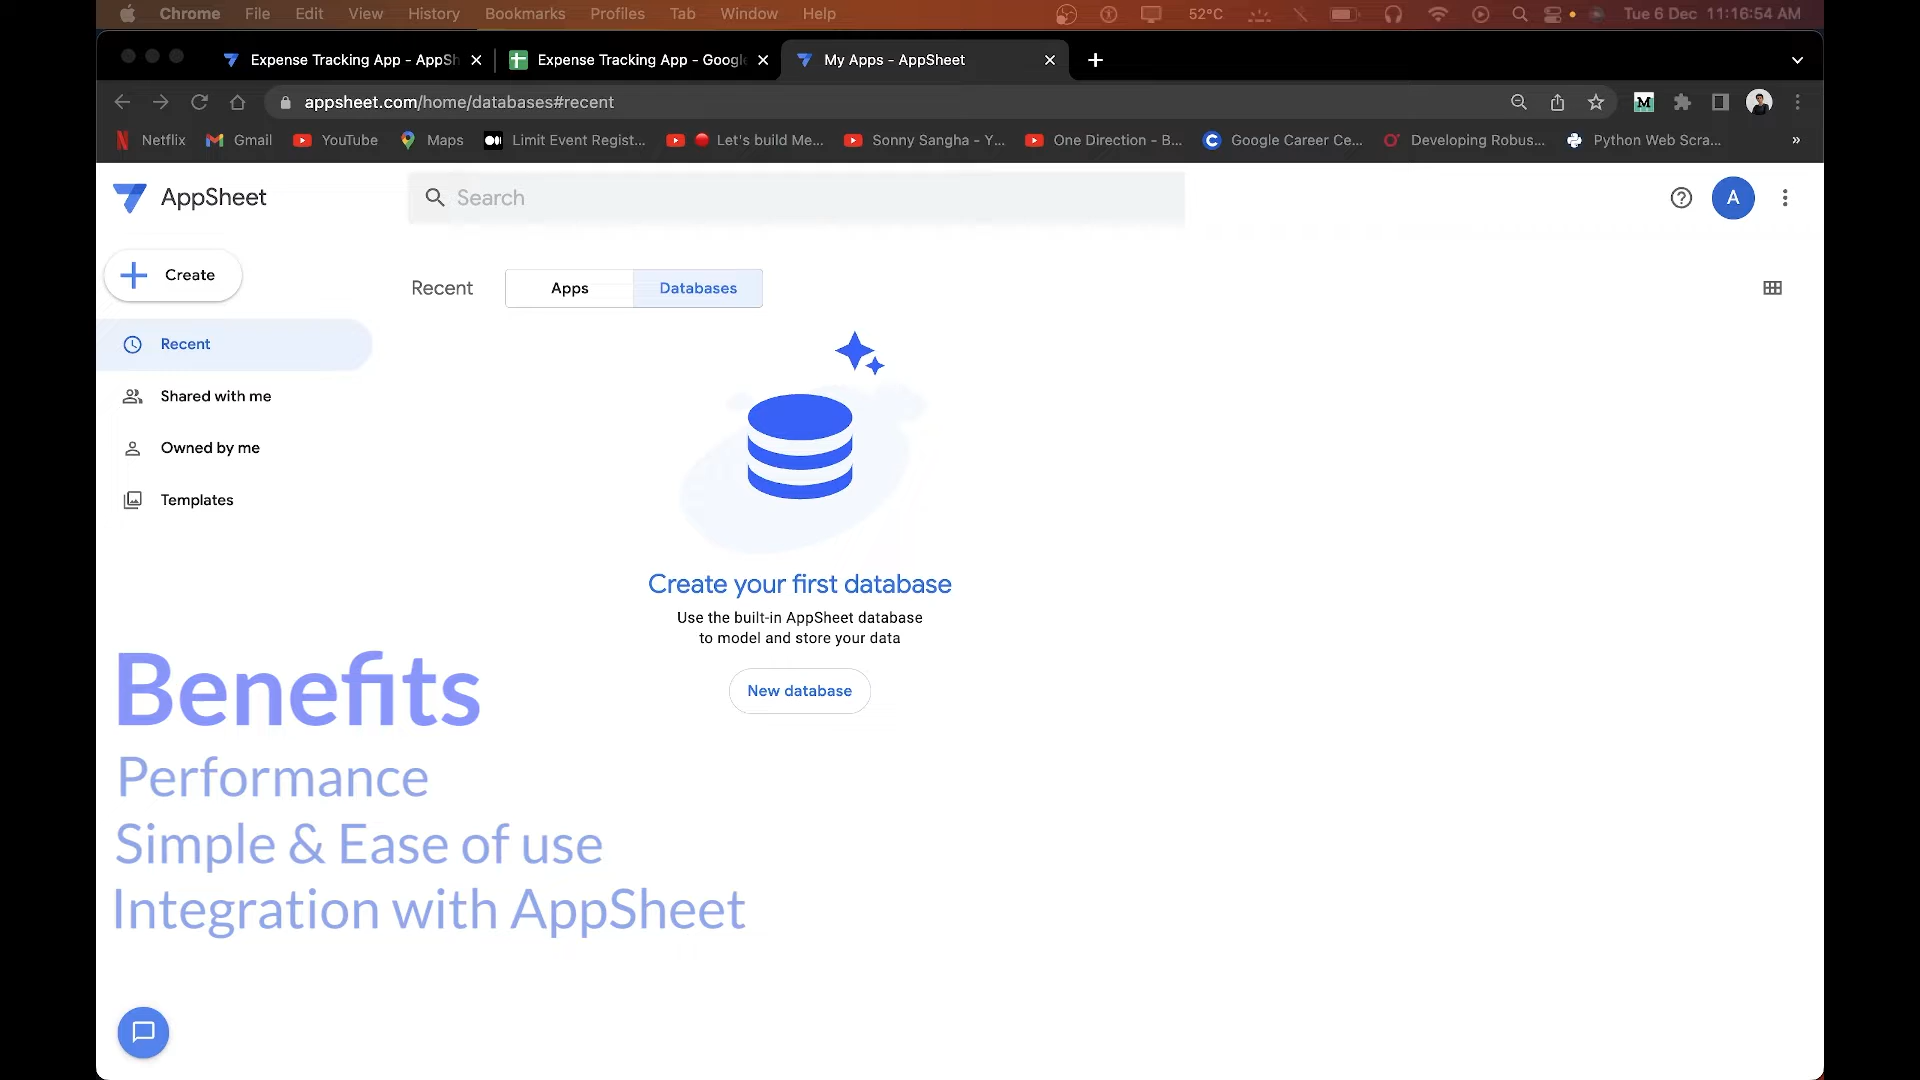 Chrome File Edit View History Bookmarks Profiles Tab Window Help 52°C Tue 6 Dec 11:16:54 AM
Expense Tracking App - AppSh Expense Tracking App - Googl My Apps - AppSheet
appsheet.com/home/databases#recent M
Netflix Gmail YouTube Maps Limit Event Regist... Let's build Me... Sonny Sangha - Y... One Direction - B... Google Career Ce... Developing Robus... Python Web Scra... »
AppSheet Search A
Create
Recent Apps Databases
Recent
Shared with me
Owned by me
Templates
Create your first database
Use the built-in AppSheet database
to model and store your data
New database
Benefits
Performance
Simple & Ease of use
Integration with AppSheet